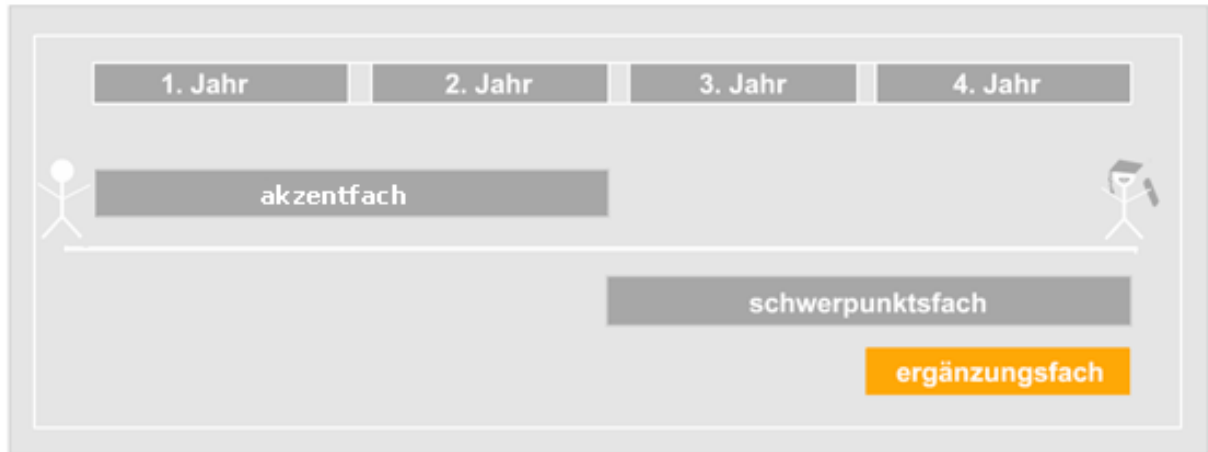 1. Jahr 2. Jahr 3. Jahr 4. Jahr
akzentfach
schwerpunktsfach
ergänzungsfach